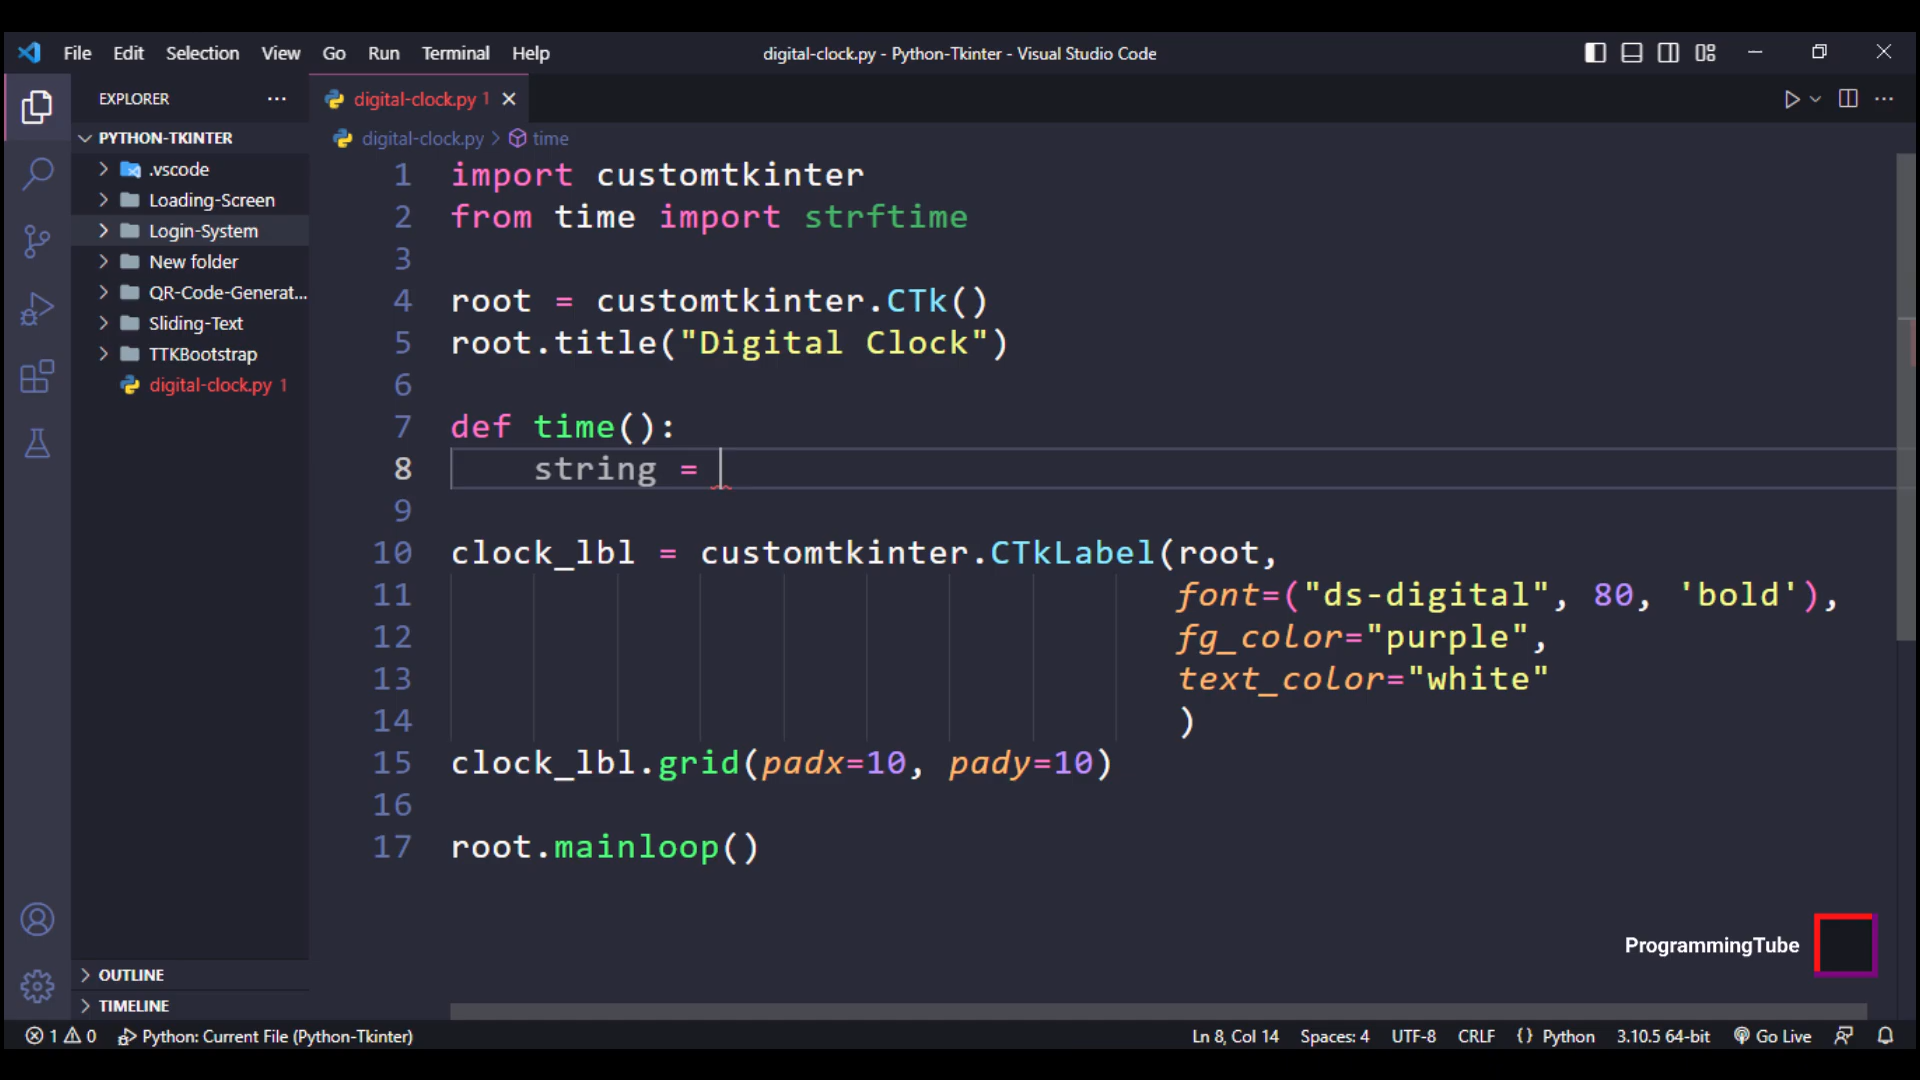 File Edit Selection View Go Run Terminal Help
digital-clock.py - Python-Tkinter - Visual Studio Code
EXPLORER
digital-clock.py 1
PYTHON-TKINTER
.vscode
Loading-Screen
Login-System
New folder
QR-Code-Generat...
Sliding-Text
TTKBootstrap
digital-clock.py 1
OUTLINE
TIMELINE
digital-clock.py > time
1 import customtkinter
2 from time import strftime
3
4 root = customtkinter.CTk()
5 root.title("Digital Clock")
6
7 def time():
8     string =
9
10 clock_lbl = customtkinter.CTkLabel(root,
11                                    font=("ds-digital", 80, 'bold'),
12                                    fg_color="purple",
13                                    text_color="white"
14                                    )
15 clock_lbl.grid(padx=10, pady=10)
16
17 root.mainloop()
ProgrammingTube
1 0 Python: Current File (Python-Tkinter) Ln 8, Col 14 Spaces: 4 UTF-8 CRLF {} Python 3.10.5 64-bit Go Live